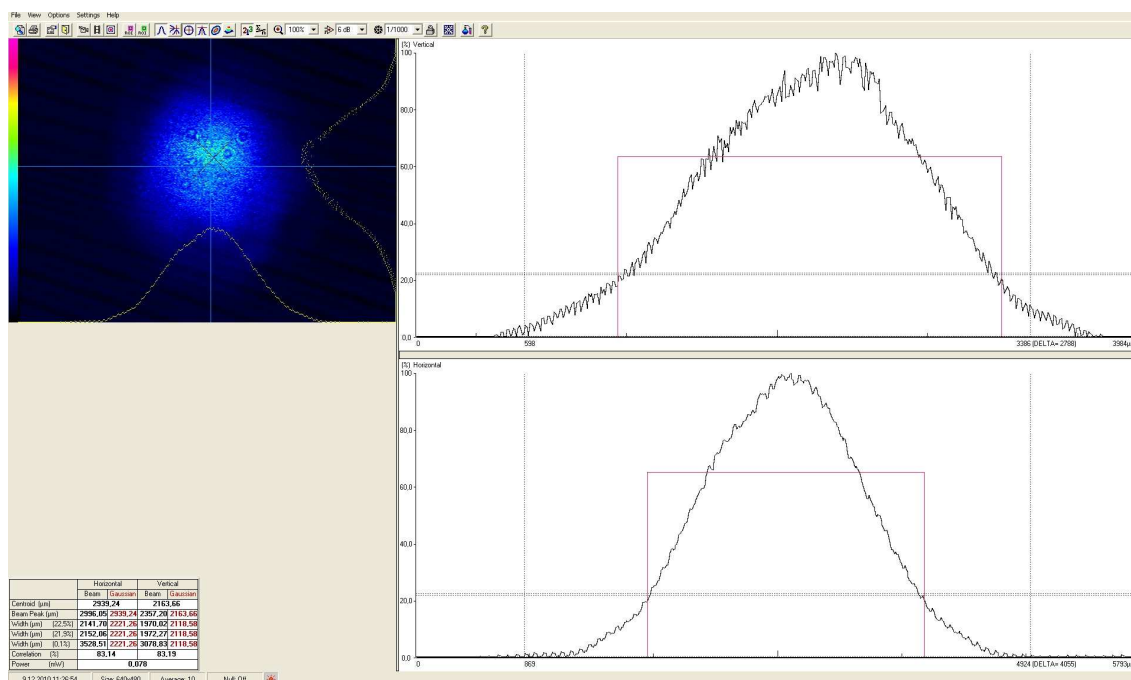 File View Options Settings Help
100% 6 dB 1/1000
(%) Vertical
100
80,0
60,0
40,0
20,0
0,0
0 598 3386 (DELTA= 2788) 3984µ
(%) Horizontal
100
80,0
60,0
40,0
20,0
0,0
0 869 4924 (DELTA= 4055) 5793µ
Horizontal Vertical
Beam Gaussian Beam Gaussian
Centroid (µm) 2939,24 2163,66
Beam Peak (µm) 2996,05 2939,24 2357,20 2163,66
Width (µm) (22,5%) 2141,70 2221,26 1970,02 2118,58
Width (µm) (21,9%) 2152,06 2221,26 1972,27 2118,58
Width (µm) (0,1%) 3528,51 2221,26 3078,83 2118,58
Correlation (%) 83,14 83,19
Power (mW) 0,078
9.12.2010 11:26:54 Size: 640x480 Average: 10 Null: Off